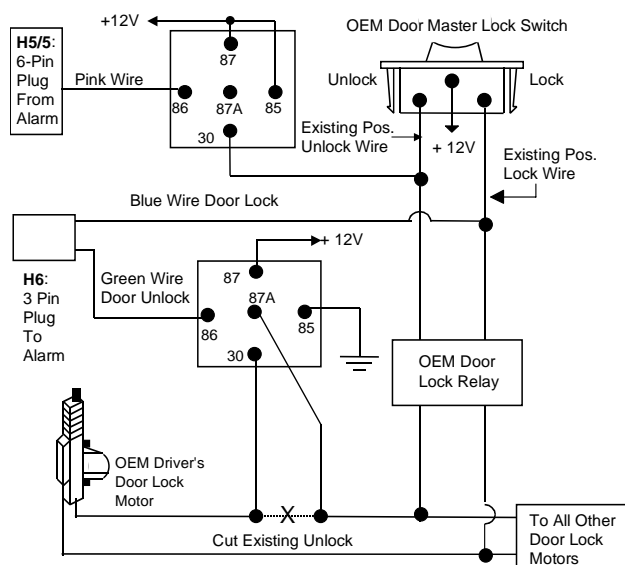 H5/5:
6-Pin
Plug
From
Alarm
Pink Wire
+12V
87
86
87A
85
30
OEM Door Master Lock Switch
Unlock
Lock
+ 12V
Existing Pos.
Unlock Wire
Existing Pos.
Lock Wire
Blue Wire Door Lock
H6:
3 Pin
Plug
To
Alarm
Green Wire
Door Unlock
+ 12V
87
87A
86
85
30
OEM Door
Lock Relay
OEM Driver's
Door Lock
Motor
X
Cut Existing Unlock
To All Other
Door Lock
Motors